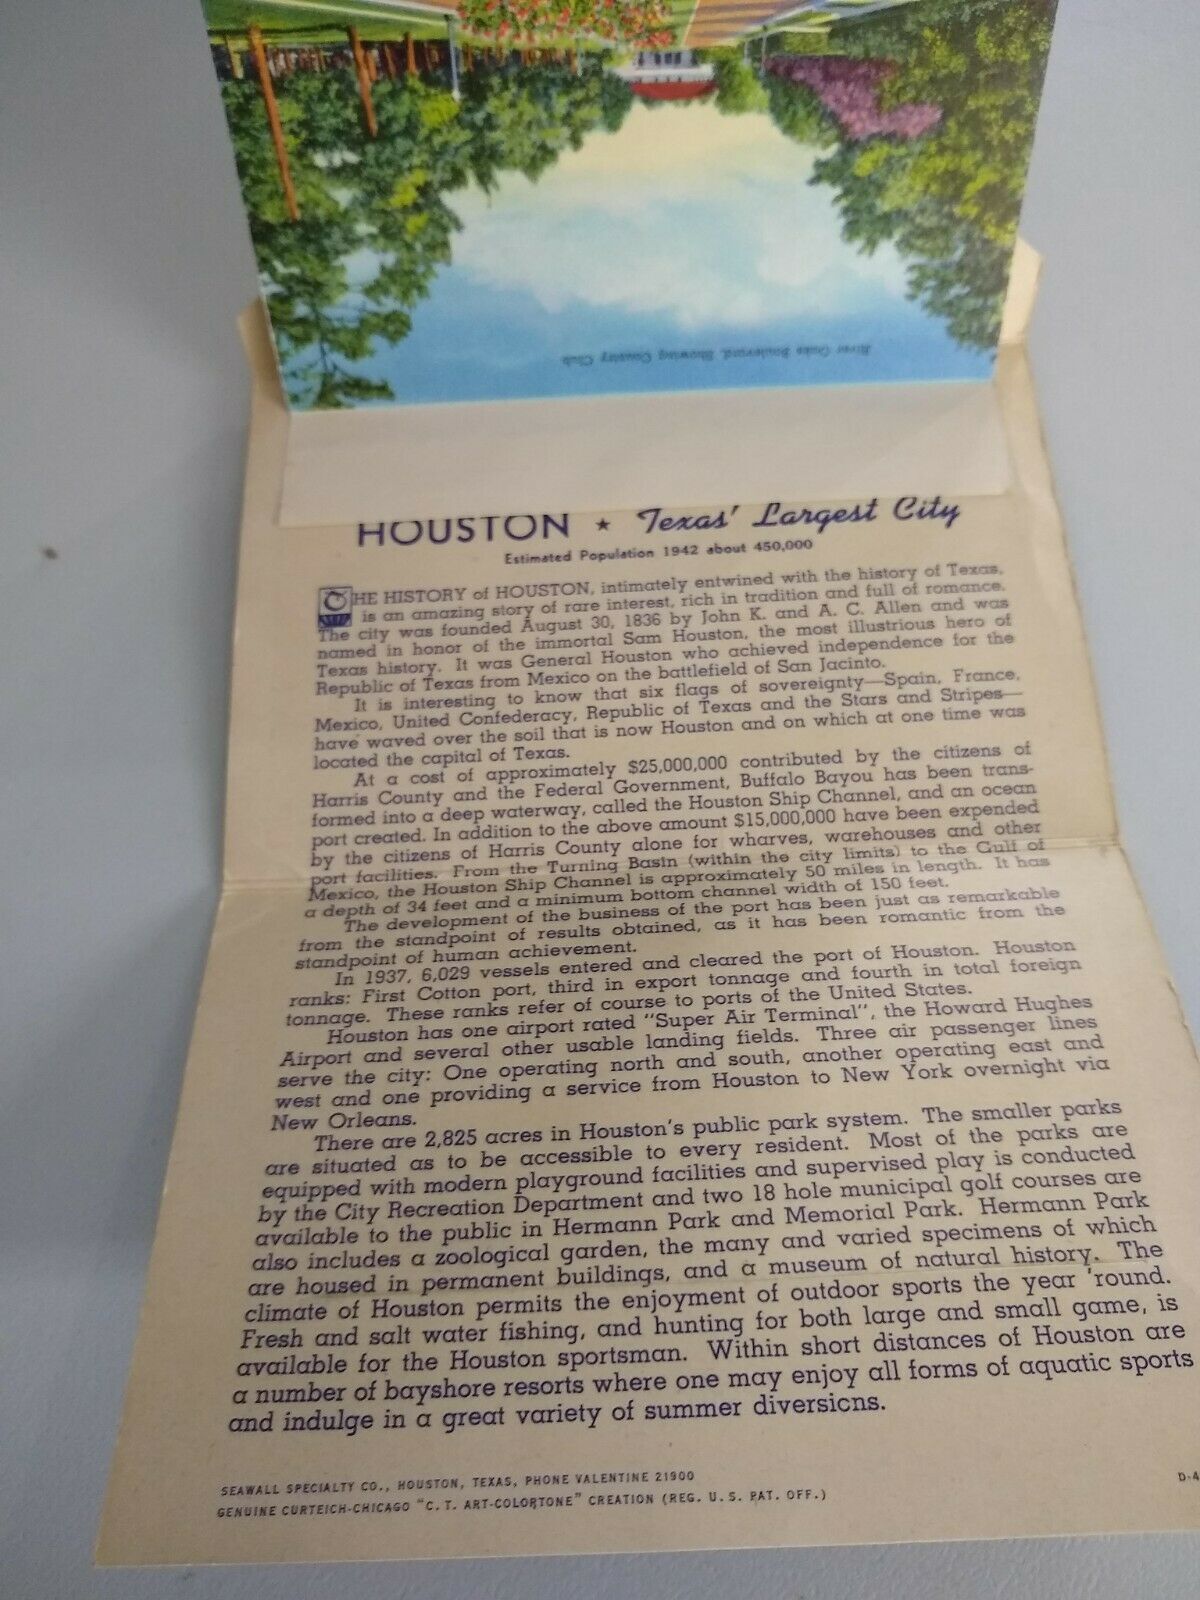 River Oaks Boulevard, Showing Country Club
HOUSTON ★ Texas' Largest City
Estimated Population 1942 about 450,000
THE HISTORY of HOUSTON, intimately entwined with the history of Texas,
is an amazing story of rare interest, rich in tradition and full of romance.
The city was founded August 30, 1836 by John K. and A. C. Allen and was
named in honor of the immortal Sam Houston, the most illustrious hero of
Texas history. It was General Houston who achieved independence for the
Republic of Texas from Mexico on the battlefield of San Jacinto.
It is interesting to know that six flags of sovereignty—Spain, France,
Mexico, United Confederacy, Republic of Texas and the Stars and Stripes—
have waved over the soil that is now Houston and on which at one time was
located the capital of Texas.
At a cost of approximately $25,000,000 contributed by the citizens of
Harris County and the Federal Government, Buffalo Bayou has been trans-
formed into a deep waterway, called the Houston Ship Channel, and an ocean
port created. In addition to the above amount $15,000,000 have been expended
by the citizens of Harris County alone for wharves, warehouses and other
port facilities. From the Turning Basin (within the city limits) to the Gulf of
Mexico, the Houston Ship Channel is approximately 50 miles in length. It has
a depth of 34 feet and a minimum bottom channel width of 150 feet.
The development of the business of the port has been just as remarkable
from the standpoint of results obtained, as it has been romantic from the
standpoint of human achievement.
In 1937, 6,029 vessels entered and cleared the port of Houston. Houston
ranks: First Cotton port, third in export tonnage and fourth in total foreign
tonnage. These ranks refer of course to ports of the United States.
Houston has one airport rated "Super Air Terminal", the Howard Hughes
Airport and several other usable landing fields. Three air passenger lines
serve the city: One operating north and south, another operating east and
west and one providing a service from Houston to New York overnight via
New Orleans.
There are 2,825 acres in Houston's public park system. The smaller parks
are situated as to be accessible to every resident. Most of the parks are
equipped with modern playground facilities and supervised play is conducted
by the City Recreation Department and two 18 hole municipal golf courses are
available to the public in Hermann Park and Memorial Park. Hermann Park
also includes a zoological garden, the many and varied specimens of which
are housed in permanent buildings, and a museum of natural history. The
climate of Houston permits the enjoyment of outdoor sports the year 'round.
Fresh and salt water fishing, and hunting for both large and small game, is
available for the Houston sportsman. Within short distances of Houston are
a number of bayshore resorts where one may enjoy all forms of aquatic sports
and indulge in a great variety of summer diversions.
SEAWALL SPECIALTY CO., HOUSTON, TEXAS, PHONE VALENTINE 21900
D-4
GENUINE CURTEICH-CHICAGO "C. T. ART-COLORTONE" CREATION (REG. U. S. PAT. OFF.)